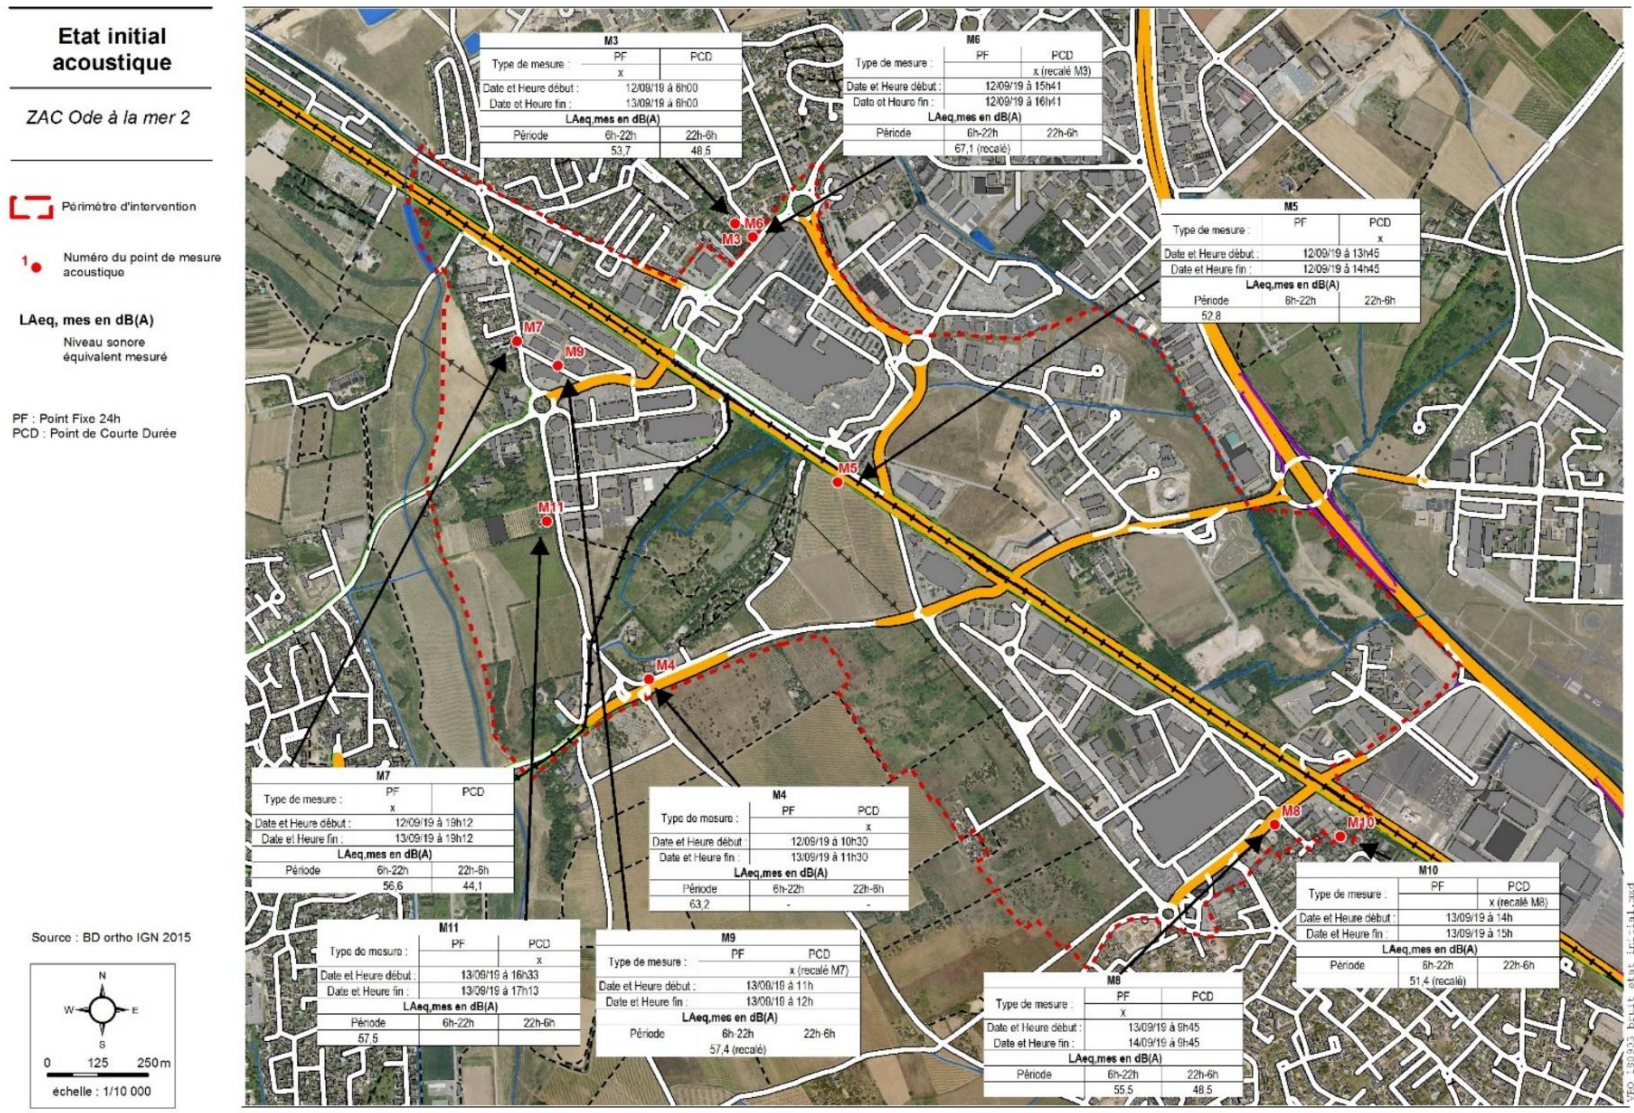 Etat initial
acoustique
ZAC Ode à la mer 2
Périmètre d'intervention
1
Numéro du point de mesure
acoustique
LAeq, mes en dB(A)
Niveau sonore
équivalent mesuré
PF : Point Fixe 24h
PCD : Point de Courte Durée
Source : BD ortho IGN 2015
N
W E
S
0 125 250 m
échelle : 1/10 000
M3
Type de mesure : PF PCD
x
Date et Heure début : 12/09/19 à 6h00
Date et Heure fin : 13/09/19 à 6h00
LAeq,mes En dB(A)
Période 6h-22h 22h-6h
53,7 48,5
M6
Type de mesure : PF PCD
x (recalé M3)
Date et Heure début : 12/09/19 à 15h41
Date et Heure fin : 12/09/19 à 16h41
LAeq,mes en dB(A)
Période 6h-22h 22h-6h
67,1 (recalé)
M5
Type de mesure : PF PCD
x
Date et Heure début : 12/09/19 à 13h45
Date et Heure fin : 12/09/19 à 14h45
LAeq,mes en dB(A)
Période 6h-22h 22h-6h
52,8
M6
M3
M7
M9
M5
M11
M4
M8
M10
M7
Type de mesure : PF PCD
x
Date et Heure début : 12/09/19 à 19h12
Date et Heure fin : 13/09/19 à 19h12
LAeq,mes en dB(A)
Période 6h-22h 22h-6h
56,6 44,1
M4
Type de mesure : PF PCD
x
Date et Heure début : 12/09/19 à 10h30
Date et Heure fin : 13/09/19 à 11h30
LAeq,mes en dB(A)
Période 6h-22h 22h-6h
63,2 - -
M10
Type de mesure : PF PCD
x (recalé M8)
Date et Heure début : 13/09/19 à 14h
Date et Heure fin : 13/09/19 à 15h
LAeq,mes en dB(A)
Période 6h-22h 22h-6h
51,4 (recalé)
M11
Type de mesure : PF PCD
x
Date et Heure début : 13/09/19 à 16h33
Date et Heure fin : 13/09/19 à 17h13
LAeq,mes en dB(A)
Période 6h-22h 22h-6h
57,5
M9
Type de mesure : PF PCD
x (recalé M7)
Date et Heure début : 13/09/19 à 11h
Date et Heure fin : 13/09/19 à 12h
LAeq,mes en dB(A)
Période 6h-22h 22h-6h
57,4 (recalé)
M8
Type de mesure : PF PCD
x
Date et Heure début : 13/09/19 à 9h45
Date et Heure fin : 14/09/19 à 9h45
LAeq,mes en dB(A)
Période 6h-22h 22h-6h
55,5 48,5
bruit etat initial.mxd